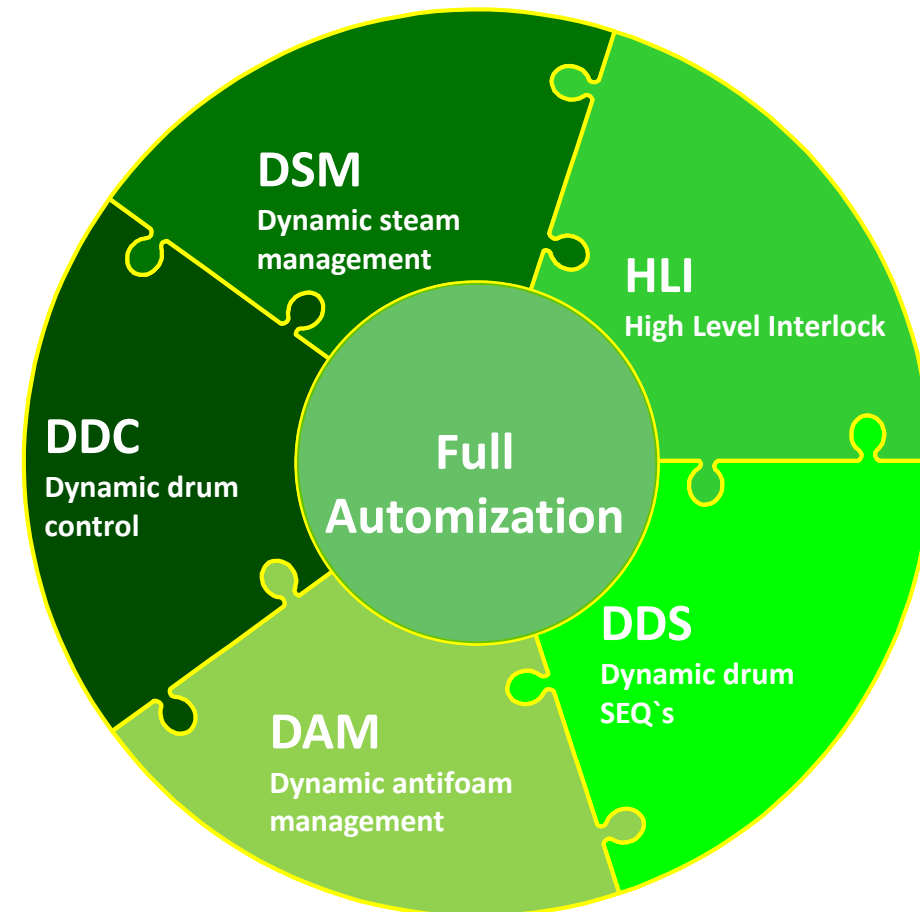 DSM
Dynamic steam
management
HLI
High Level Interlock
DDC
Dynamic drum
control
Full
Automization
DDS
Dynamic drum
SEQ`s
DAM
Dynamic antifoam
management